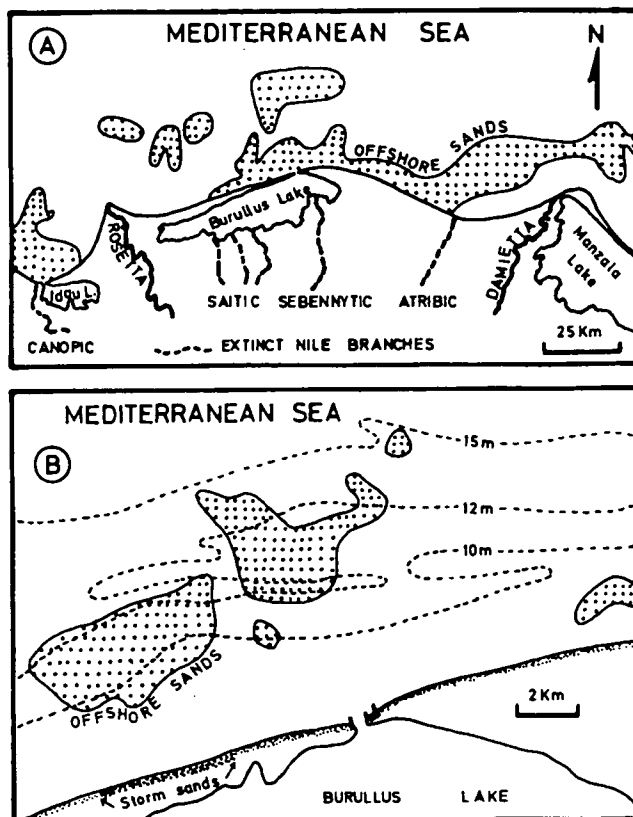 A
MEDITERRANEAN SEA
N
OFFSHORE SANDS
Burullus Lake
ROSETTA
Idku L.
SAITIC
SEBENNYTIC
ATRIBIC
DAMIETTA
Manzala
Lake
CANOPIC
EXTINCT NILE BRANCHES
25 Km
MEDITERRANEAN SEA
B
15m
12m
10m
OFFSHORE SANDS
2 Km
Storm sands
BURULLUS LAKE